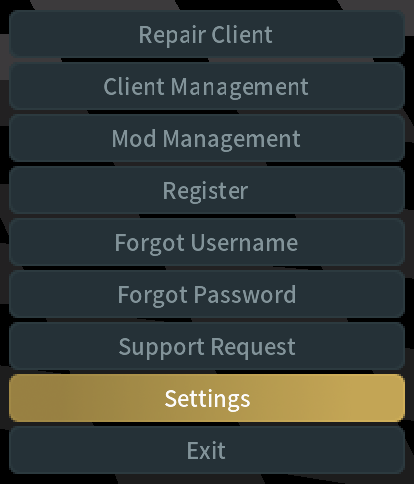 Repair Client
Client Management
Mod Management
Register
Forgot Username
Forgot Password
Support Request
Settings
Exit